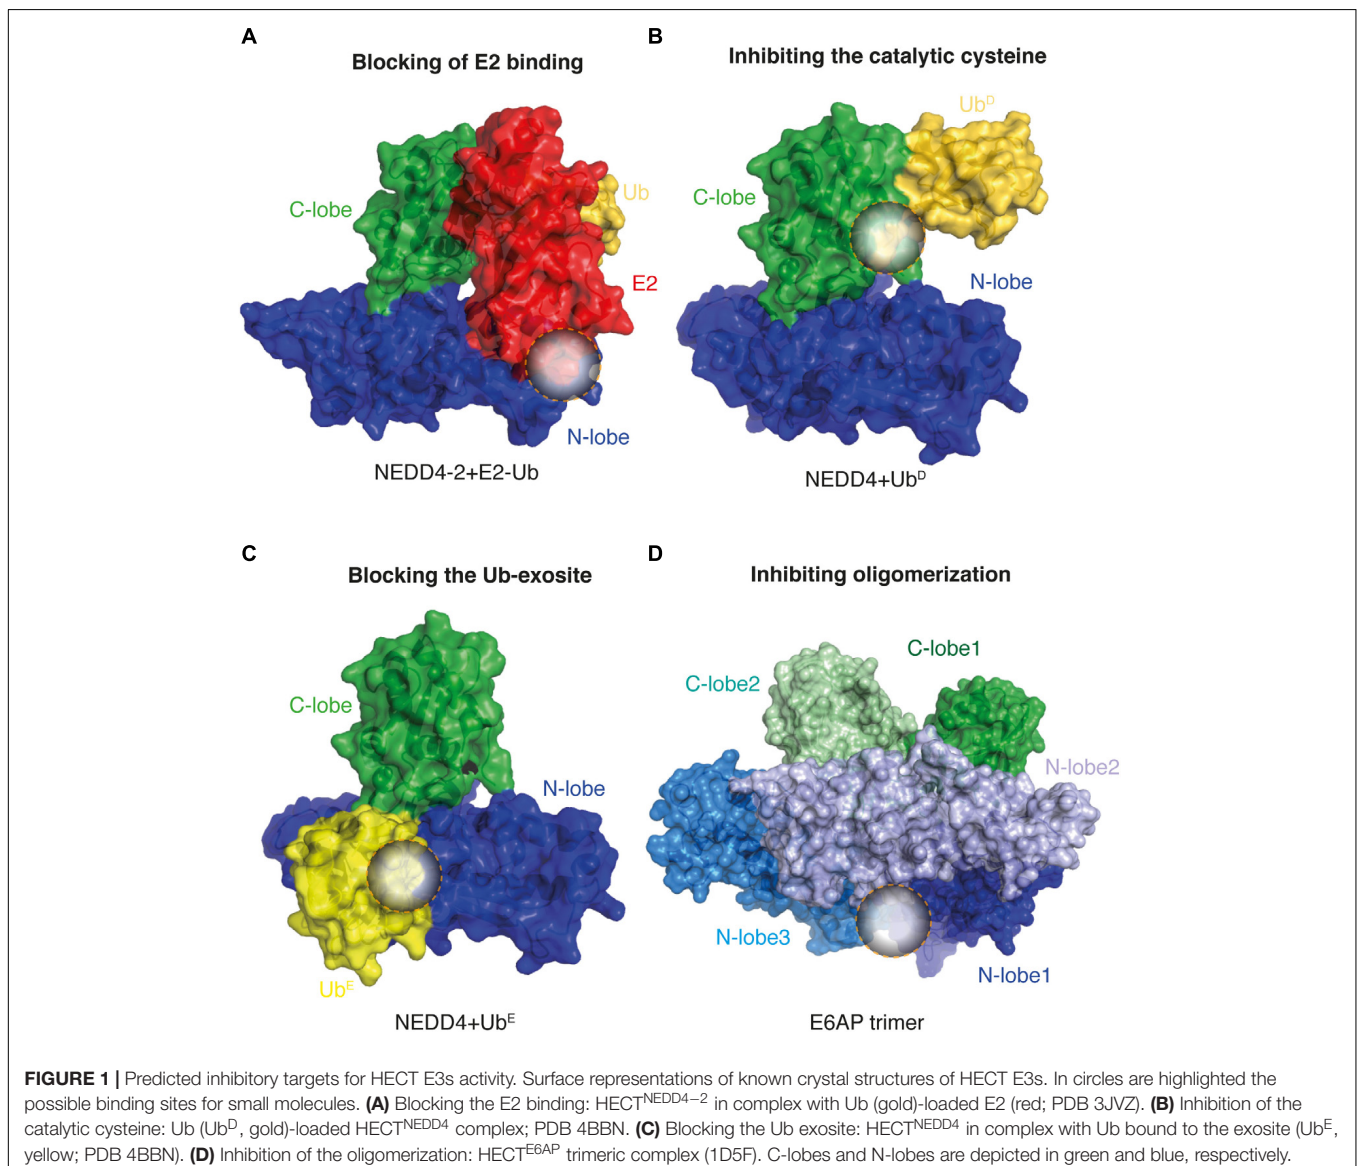 A
Blocking of E2 binding
C-lobe
Ub
E2
N-lobe
NEDD4-2+E2-Ub
B
Inhibiting the catalytic cysteine
Ub^D
C-lobe
N-lobe
NEDD4+Ub^D
C
Blocking the Ub-exosite
C-lobe
N-lobe
Ub^E
NEDD4+Ub^E
D
Inhibiting oligomerization
C-lobe1
C-lobe2
N-lobe2
N-lobe3
N-lobe1
E6AP trimer
FIGURE 1 | Predicted inhibitory targets for HECT E3s activity. Surface representations of known crystal structures of HECT E3s. In circles are highlighted the
possible binding sites for small molecules. (A) Blocking the E2 binding: HECT^NEDD4−2 in complex with Ub (gold)-loaded E2 (red; PDB 3JVZ). (B) Inhibition of the
catalytic cysteine: Ub (Ub^D, gold)-loaded HECT^NEDD4 complex; PDB 4BBN. (C) Blocking the Ub exosite: HECT^NEDD4 in complex with Ub bound to the exosite (Ub^E,
yellow; PDB 4BBN). (D) Inhibition of the oligomerization: HECT^E6AP trimeric complex (1D5F). C-lobes and N-lobes are depicted in green and blue, respectively.